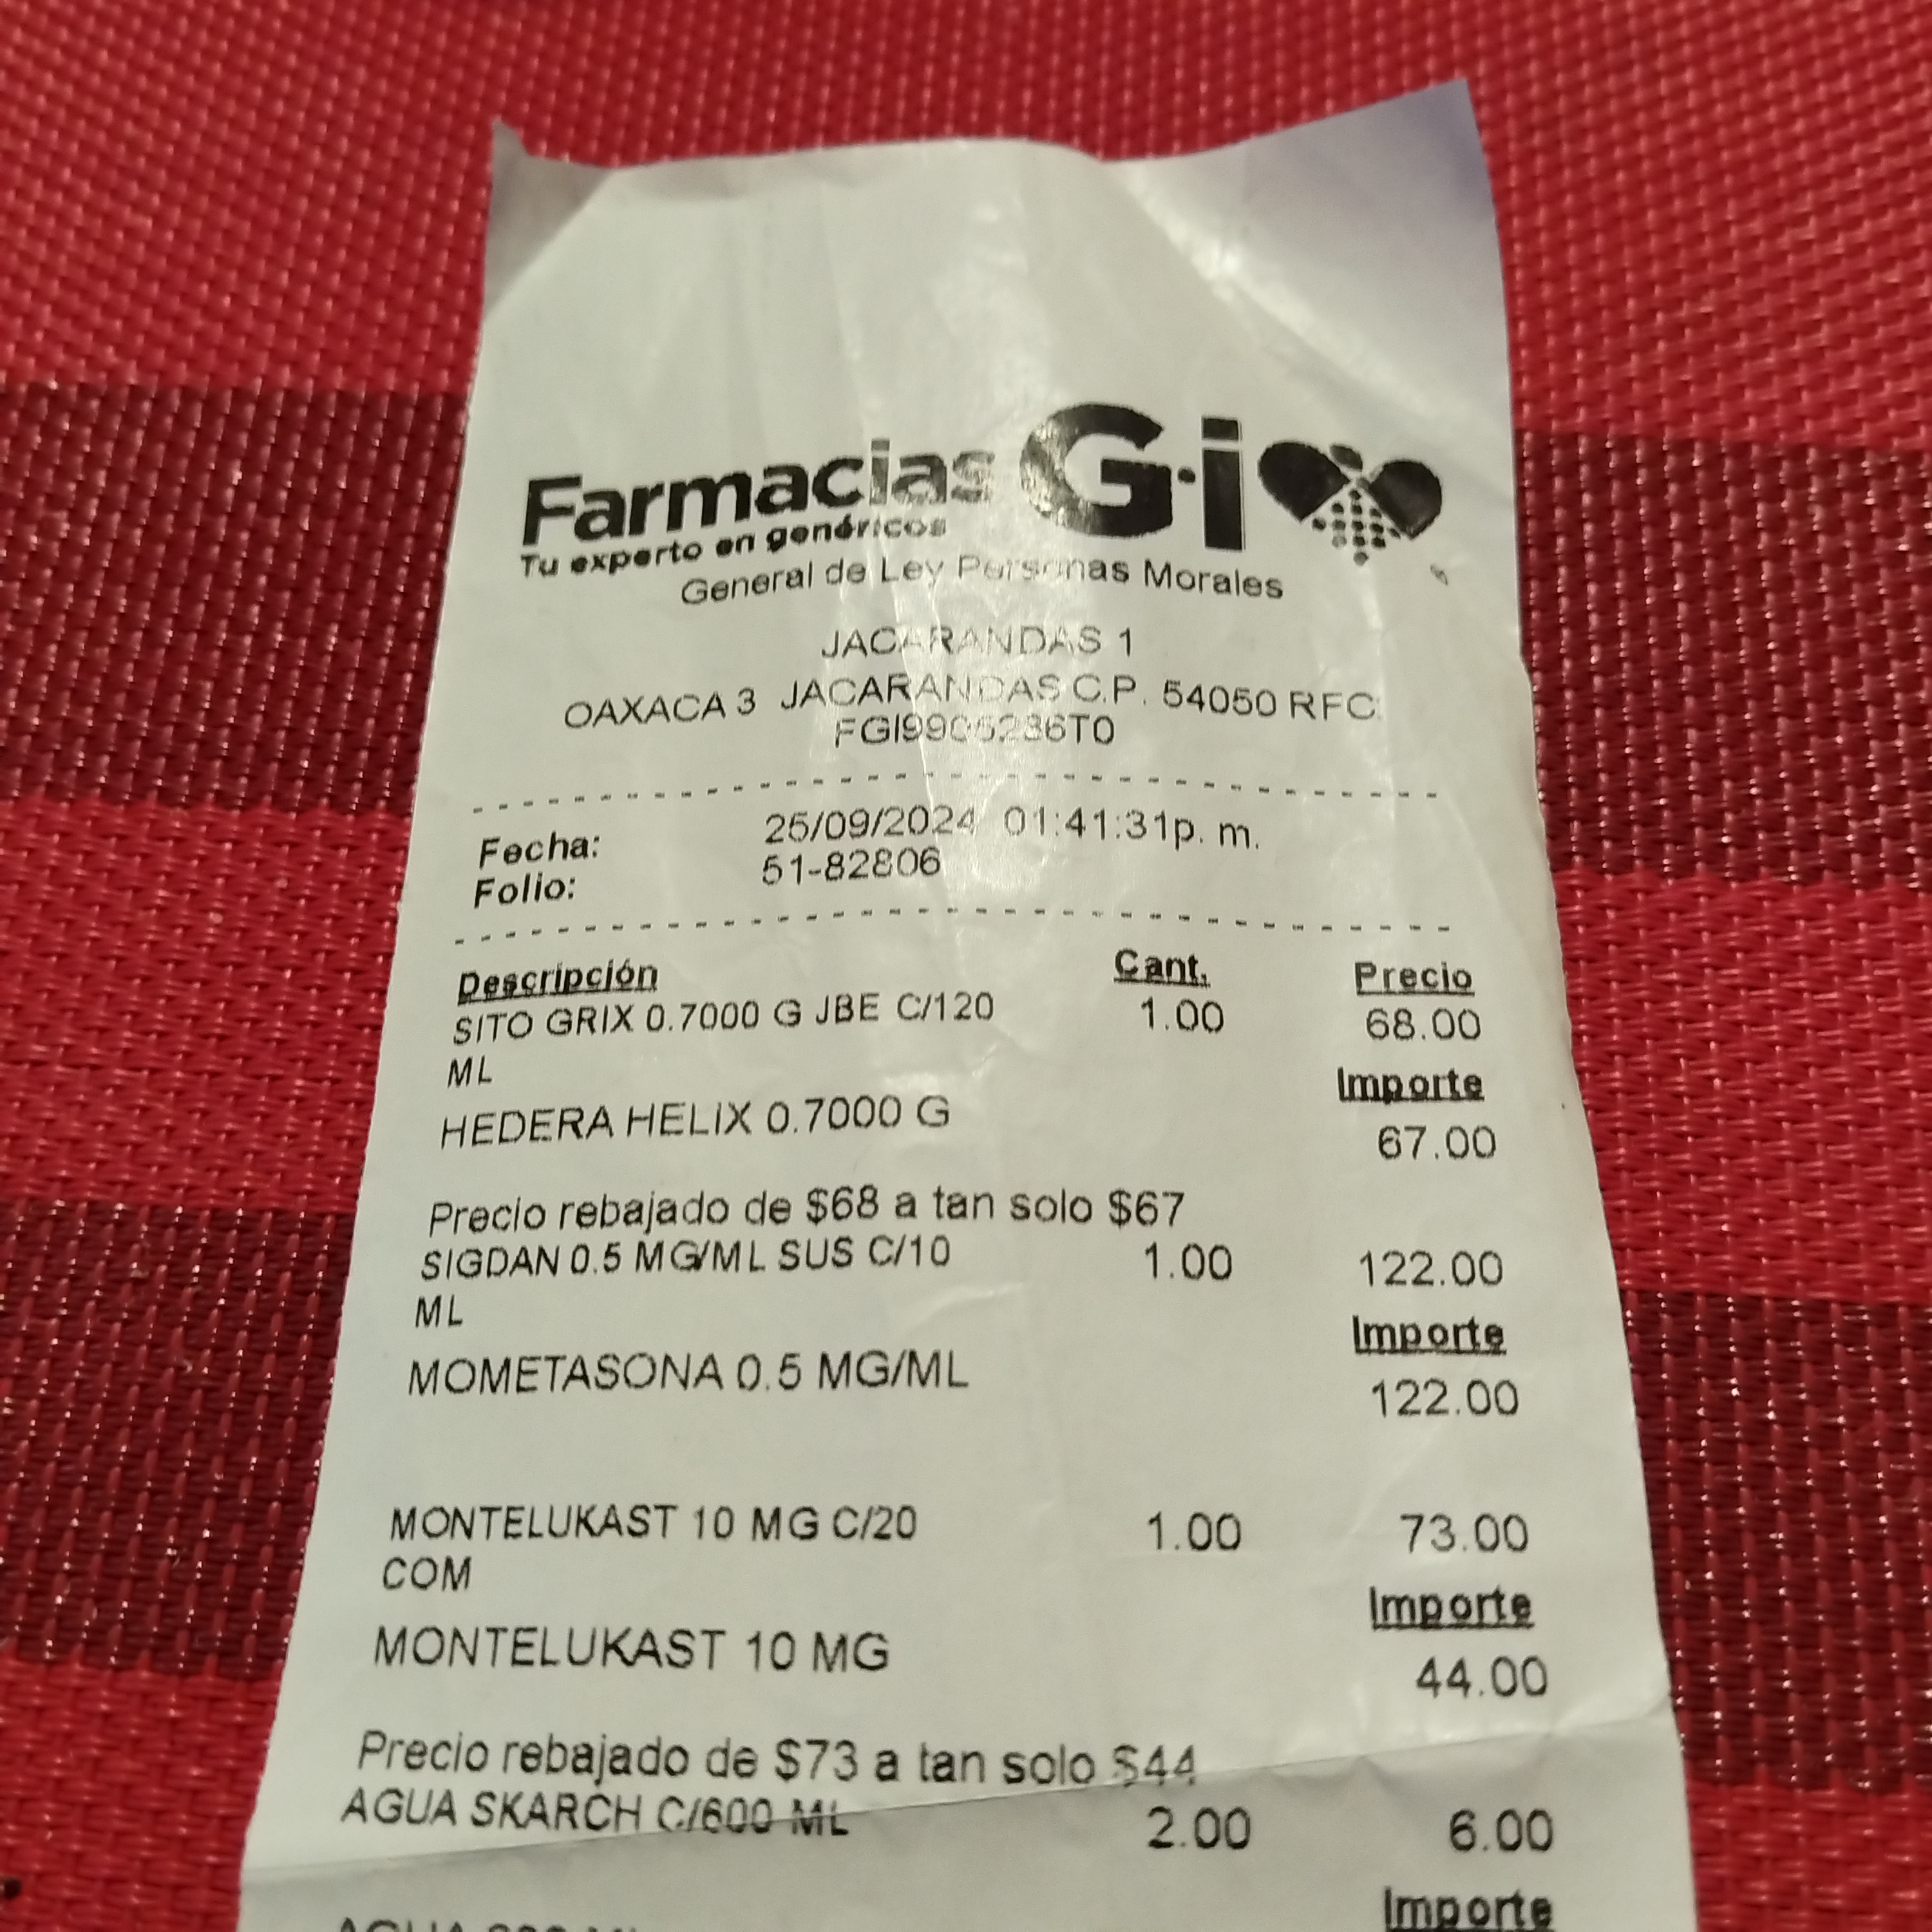 Farmacias G·i
Tu experto en genéricos
General de Ley Personas Morales
JACARANDAS 1
OAXACA 3 JACARANDAS C.P. 54050 RFC:
FGI9905236T0
Fecha: 25/09/2024 01:41:31p. m.
Folio: 51-82806
Descripción Cant. Precio
SITO GRIX 0.7000 G JBE C/120 1.00 68.00
ML
Importe
HEDERA HELIX 0.7000 G
67.00
Precio rebajado de $68 a tan solo $67
SIGDAN 0.5 MG/ML SUS C/10 1.00 122.00
ML
Importe
MOMETASONA 0.5 MG/ML
122.00
MONTELUKAST 10 MG C/20 1.00 73.00
COM
Importe
MONTELUKAST 10 MG
44.00
Precio rebajado de $73 a tan solo $44
AGUA SKARCH C/600 ML 2.00 6.00
Importe
AGUA